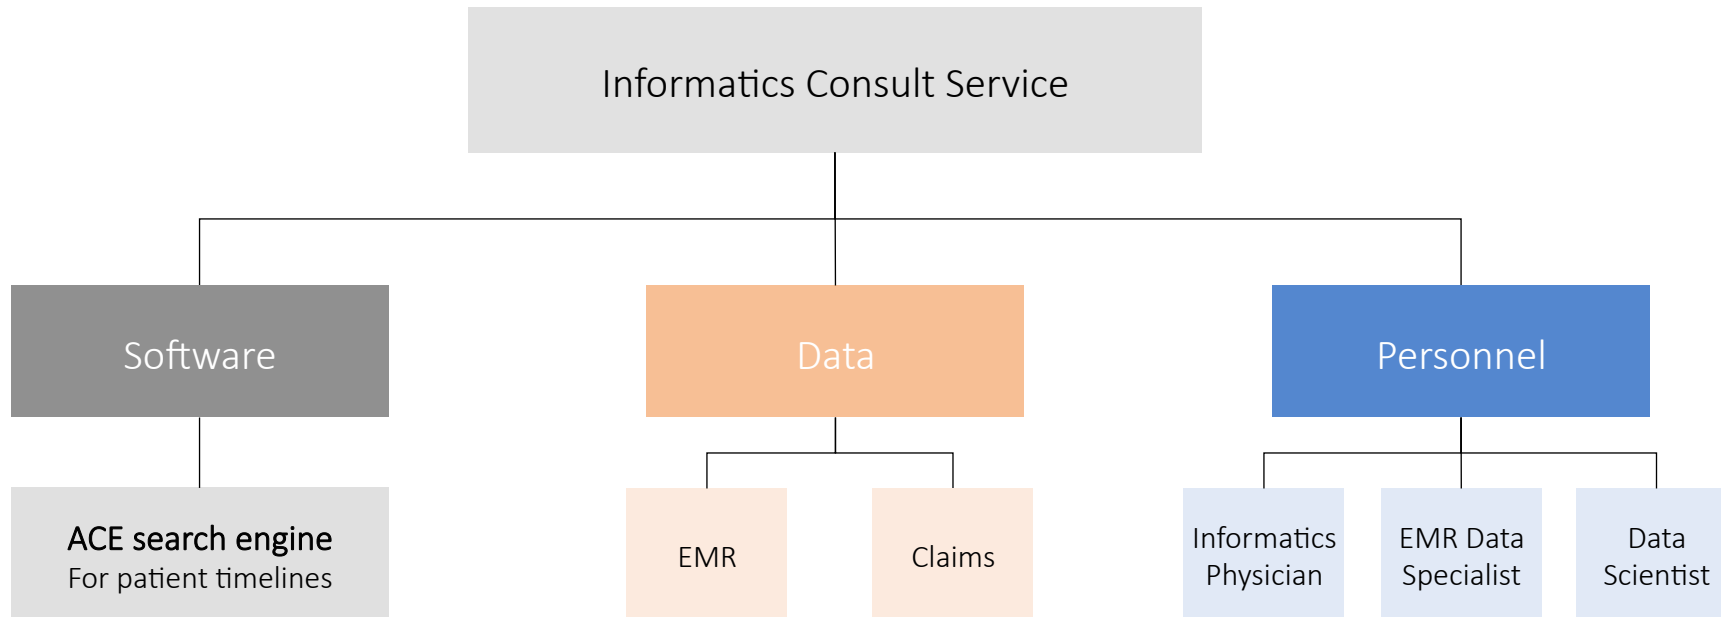 Informatics Consult Service
Software
Data
Personnel
ACE search engine
For patient timelines
EMR
Claims
Informatics
Physician
EMR Data
Specialist
Data
Scientist